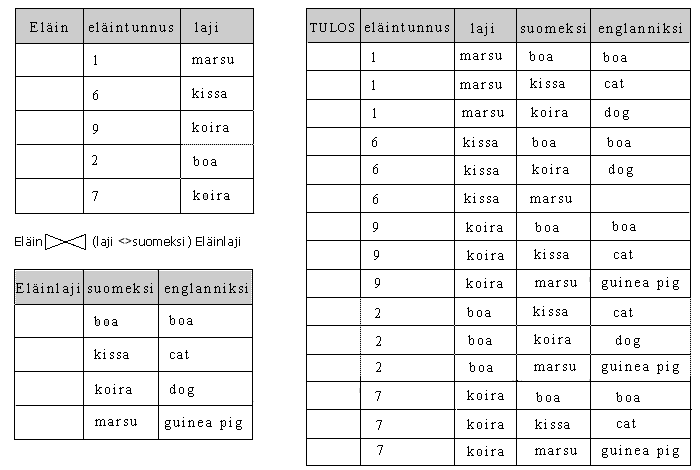 Eläin eläintunnus laji
1 marsu
6 kissa
9 koira
2 boa
7 koira
Eläin (laji <>suomeksi ) Eläinlaji
Eläinlaji suomeksi englanniksi
boa boa
kissa cat
koira dog
marsu guinea pig
TULOS eläintunnus laji suomeksi englanniksi
1 marsu boa boa
1 marsu kissa cat
1 marsu koira dog
6 kissa boa boa
6 kissa koira dog
6 kissa marsu
9 koira boa boa
9 koira kissa cat
9 koira marsu guinea pig
2 boa kissa cat
2 boa koira dog
2 boa marsu guinea pig
7 koira boa boa
7 koira kissa cat
7 koira marsu guinea pig